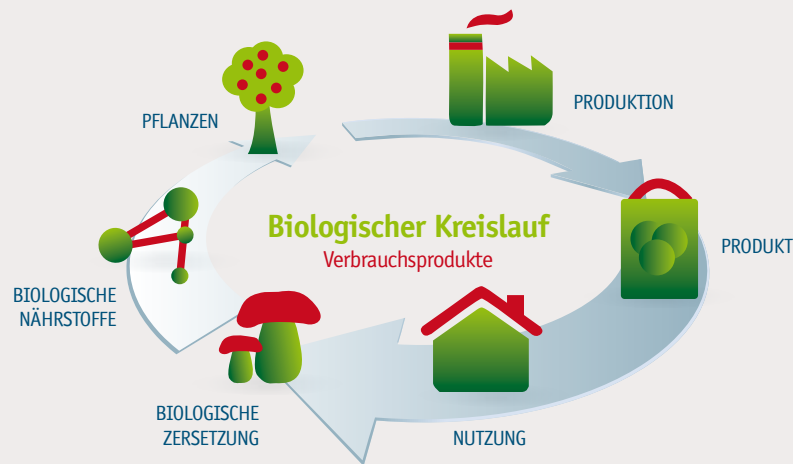 PRODUKTION
PFLANZEN
Biologischer Kreislauf
Verbrauchsprodukte
PRODUKT
BIOLOGISCHE
NÄHRSTOFFE
BIOLOGISCHE
ZERSETZUNG
NUTZUNG